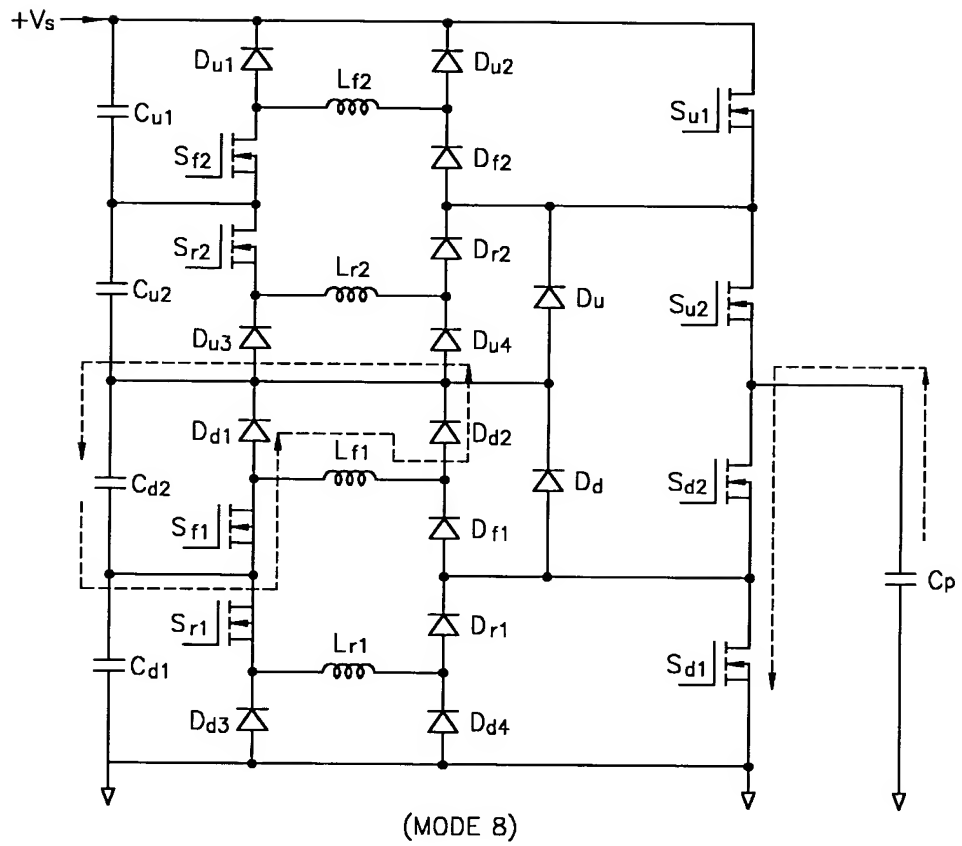 +Vs
Du1
Du2
Lf2
Cu1
Su1
Sf2
Df2
Sr2
Dr2
Lr2
Cu2
Du
Su2
Du3
Du4
Dd1
Lf1
Dd2
Cd2
Dd
Sd2
Sf1
Df1
Cp
Sr1
Dr1
Lr1
Sd1
Cd1
Dd3
Dd4
(MODE 8)